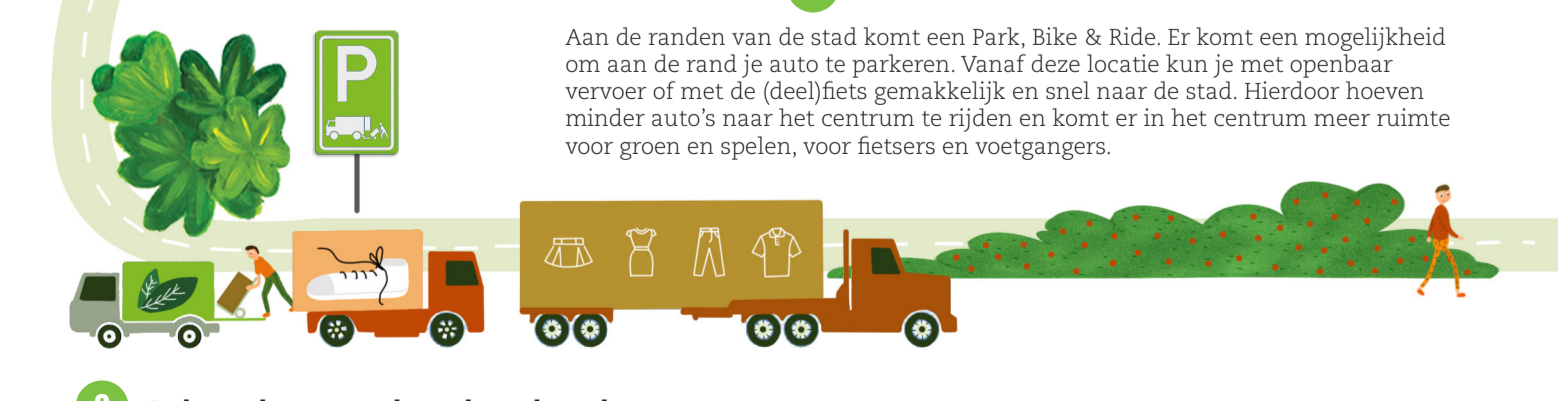 P
Aan de randen van de stad komt een Park, Bike & Ride. Er komt een mogelijkheid
om aan de rand je auto te parkeren. Vanaf deze locatie kun je met openbaar
vervoer of met de (deel)fiets gemakkelijk en snel naar de stad. Hierdoor hoeven
minder auto's naar het centrum te rijden en komt er in het centrum meer ruimte
voor groen en spelen, voor fietsers en voetgangers.